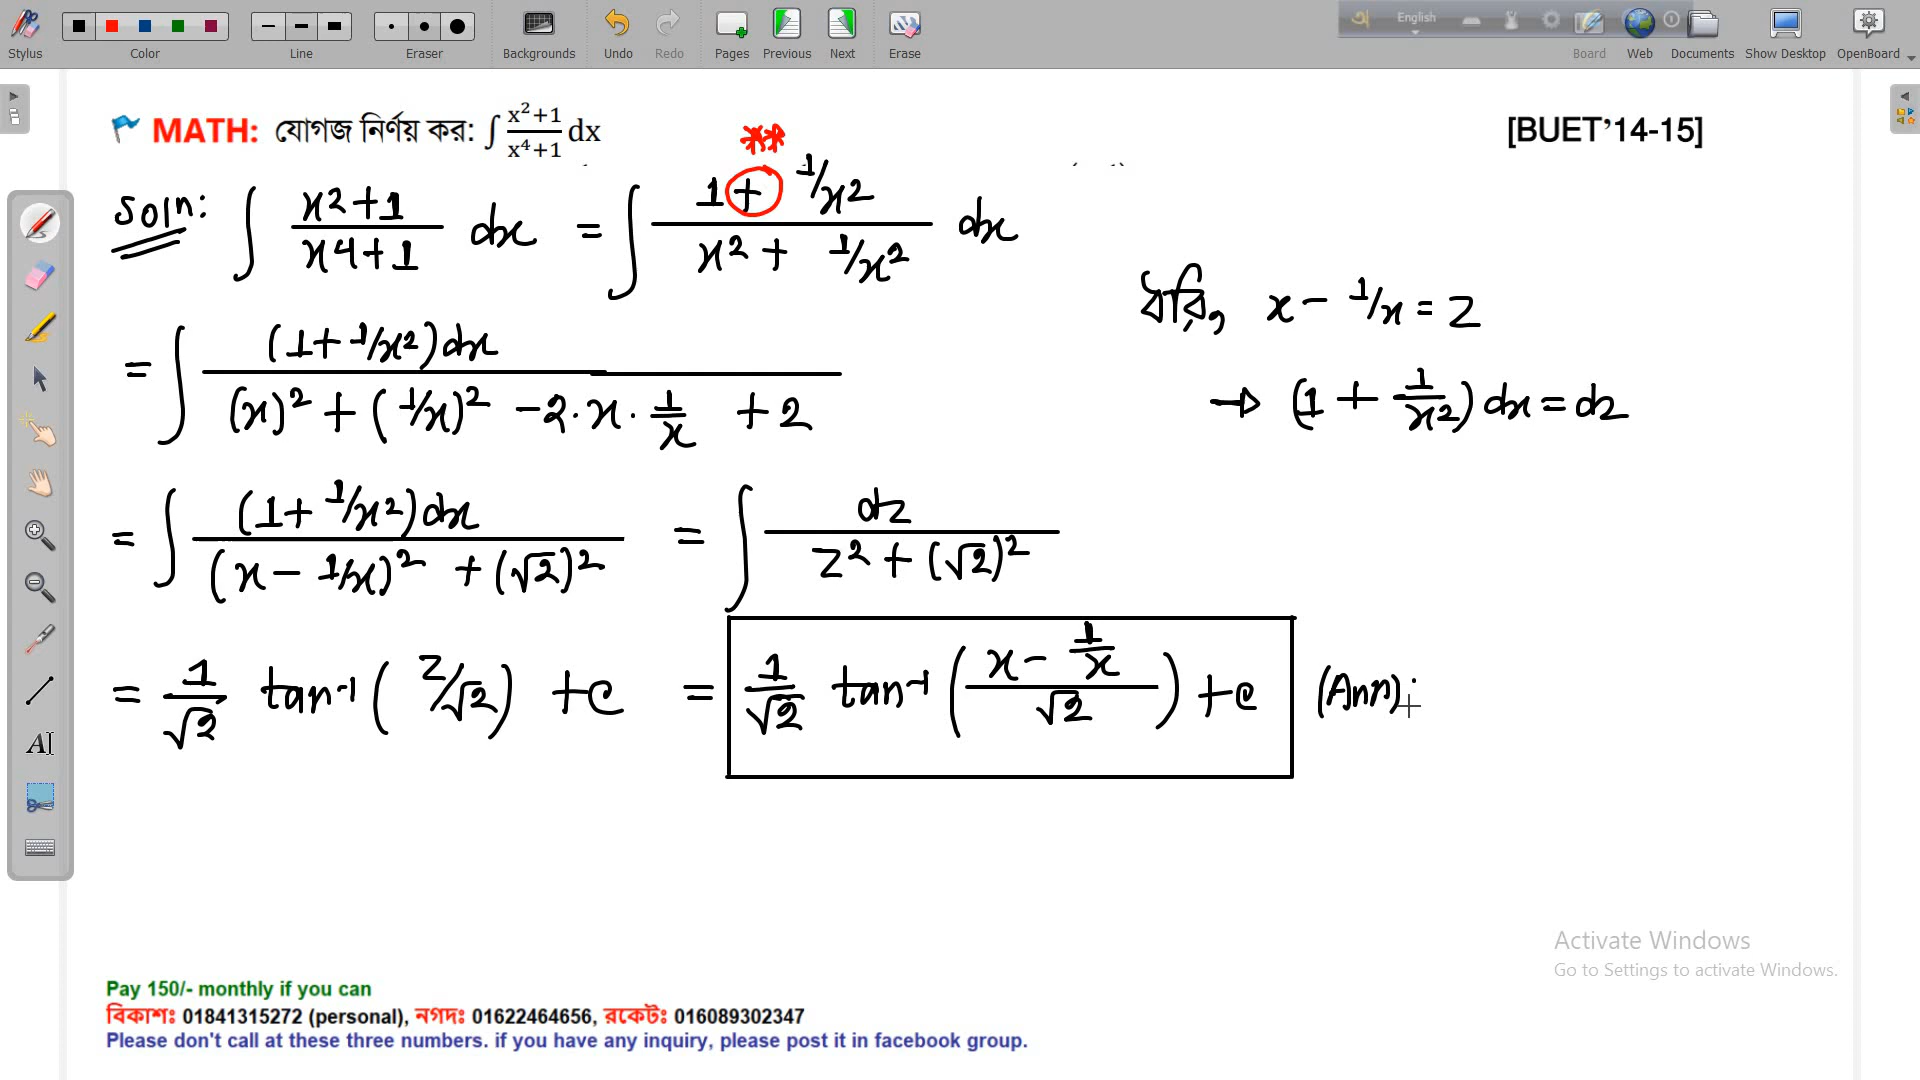 Stylus Color Line Eraser Backgrounds Undo Redo Pages Previous Next Erase English Board Web Documents Show Desktop OpenBoard
MATH: যোগজ নির্ণয় কর: ∫ (x²+1)/(x⁴+1) dx [BUET’14-15]
**
Soln: ∫ (x²+1)/(x⁴+1) dx = ∫ (1 + 1/x²)/(x² + 1/x²) dx
ধরি, x - 1/x = z
= ∫ (1 + 1/x²)dx / ((x)² + (1/x)² - 2·x·1/x + 2)
→ (1 + 1/x²) dx = dz
= ∫ (1 + 1/x²)dx / ((x - 1/x)² + (√2)²) = ∫ dz / (z² + (√2)²)
= 1/√2 tan⁻¹ (z/√2) + c = 1/√2 tan⁻¹ ((x - 1/x)/√2) + c (Ann):
Activate Windows
Go to Settings to activate Windows.
Pay 150/- monthly if you can
বিকাশঃ 01841315272 (personal), নগদঃ 01622464656, রকেটঃ 016089302347
Please don't call at these three numbers. if you have any inquiry, please post it in facebook group.